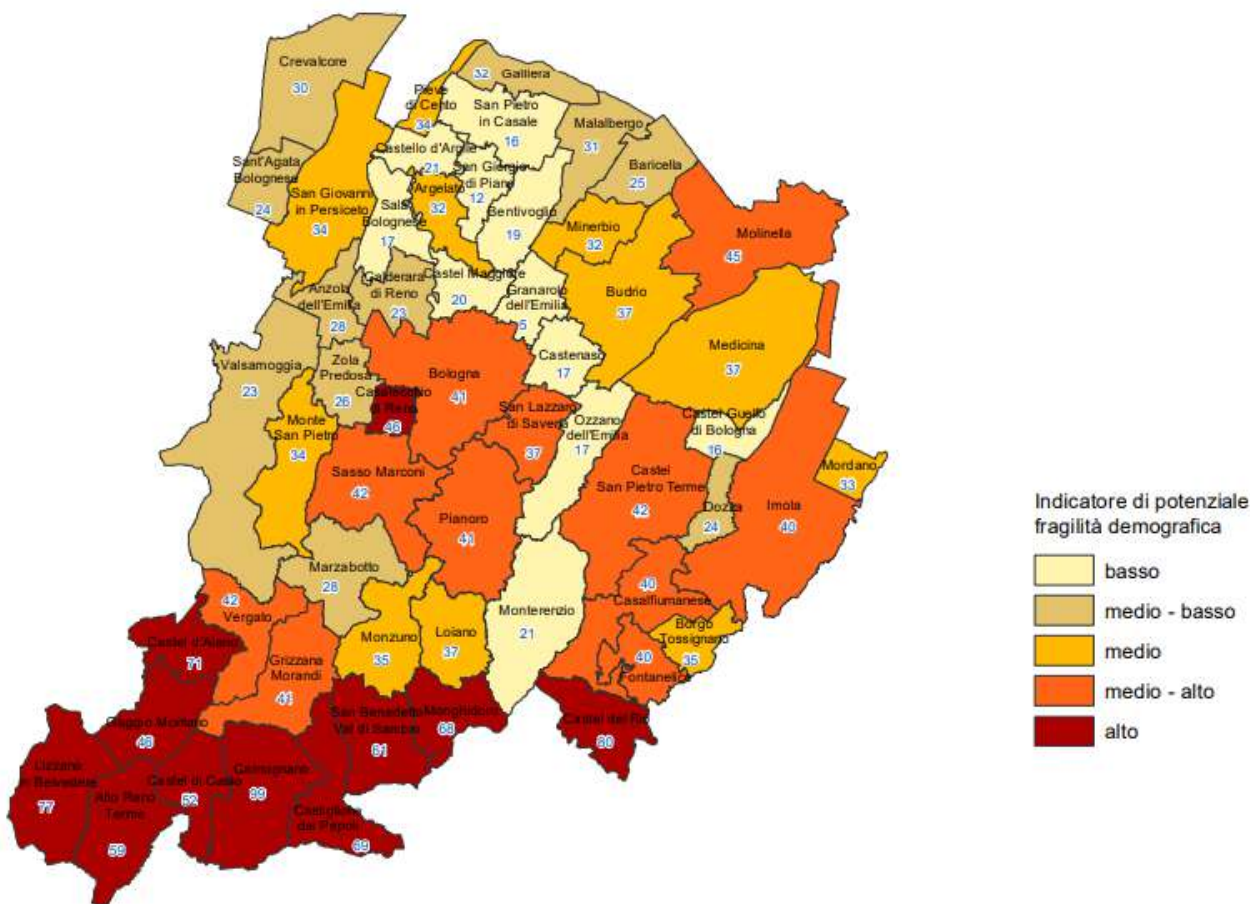 Crevalcore
30
Pieve
di Cento
34
32
Galliera
San Pietro
in Casale
16
Malalbergo
31
Sant'Agata
Bolognese
24
San Giovanni
in Persiceto
34
Castello d'Argile
21
San Giorgio
di Piano
12
Baricella
25
Argelato
32
Sala
Bolognese
17
Bentivoglio
19
Minerbio
32
Molinella
45
Anzola
dell'Emilia
28
Calderara
di Reno
23
Castel Maggiore
20
Granarolo
dell'Emilia
5
Budrio
37
Medicina
37
Valsamoggia
23
Zola
Predosa
26
Casalecchio
di Reno
46
Bologna
41
Castenaso
17
Monte
San Pietro
34
San Lazzaro
di Savena
37
Ozzano
dell'Emilia
17
Castel Guelfo
di Bologna
16
Mordano
33
Sasso Marconi
42
Castel
San Pietro Terme
42
Dozza
24
Imola
40
Pianoro
41
Marzabotto
28
40
Casalfiumanese
42
Vergato
Monzuno
35
Loiano
37
Monterenzio
21
Borgo
Tossignano
35
40
Fontanelice
Castel d'Aiano
71
Grizzana
Morandi
41
Gaggio Montano
46
San Benedetto
Val di Sambro
61
Monghidoro
68
Castel del Rio
80
Lizzano
in Belvedere
77
Alto Reno
Terme
59
Castel di Casio
52
Camugnano
99
Castiglione
dei Pepoli
69
Indicatore di potenziale
fragilità demografica
basso
medio - basso
medio
medio - alto
alto